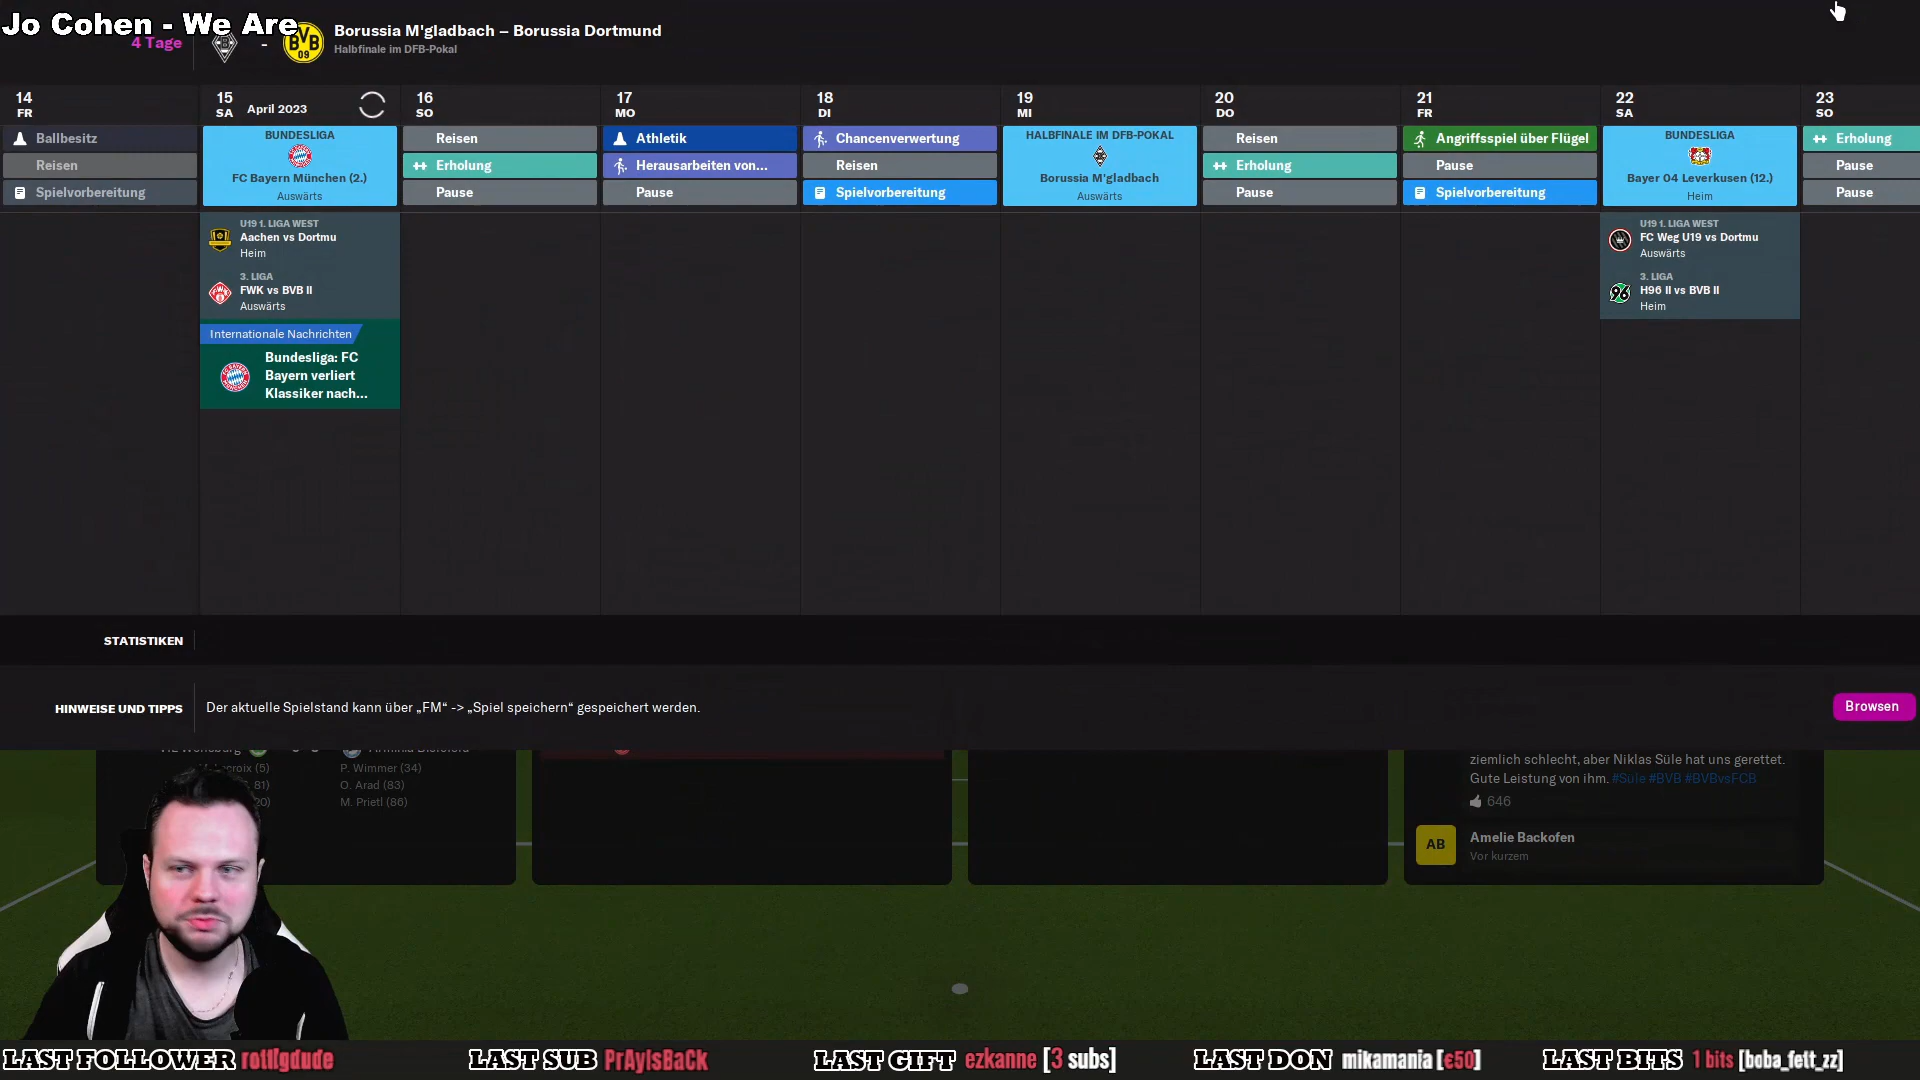 Jo Cohen - We Are
4 Tage
-
Borussia M'gladbach – Borussia Dortmund
Halbfinale im DFB-Pokal
14
FR
Ballbesitz
Reisen
Spielvorbereitung
15
SA
April 2023
BUNDESLIGA
FC Bayern München (2.)
Auswärts
U19 1. LIGA WEST
Aachen vs Dortmu
Heim
3. LIGA
FWK vs BVB II
Auswärts
Internationale Nachrichten
Bundesliga: FC
Bayern verliert
Klassiker nach...
16
SO
Reisen
Erholung
Pause
17
MO
Athletik
Herausarbeiten von...
Pause
18
DI
Chancenverwertung
Reisen
Spielvorbereitung
19
MI
HALBFINALE IM DFB-POKAL
Borussia M'gladbach
Auswärts
20
DO
Reisen
Erholung
Pause
21
FR
Angriffsspiel über Flügel
Pause
Spielvorbereitung
22
SA
BUNDESLIGA
Bayer 04 Leverkusen (12.)
Heim
U19 1. LIGA WEST
FC Weg U19 vs Dortmu
Auswärts
3. LIGA
H96 II vs BVB II
Heim
23
SO
Erholung
Pause
Pause
STATISTIKEN
HINWEISE UND TIPPS
Der aktuelle Spielstand kann über „FM“ -> „Spiel speichern“ gespeichert werden.
Browsen
(5)
81)
20)
P. Wimmer (34)
O. Arad (83)
M. Prietl (86)
ziemlich schlecht, aber Niklas Süle hat uns gerettet.
Gute Leistung von ihm. #Süle #BVB #BVBvsFCB
646
AB
Amelie Backofen
Vor kurzem
LAST FOLLOWER rott1gdude
LAST SUB PrAyIsBaCk
LAST GIFT ezkanne [3 subs]
LAST DON mikamania [€50]
LAST BITS 1 bits [boba_fett_zz]